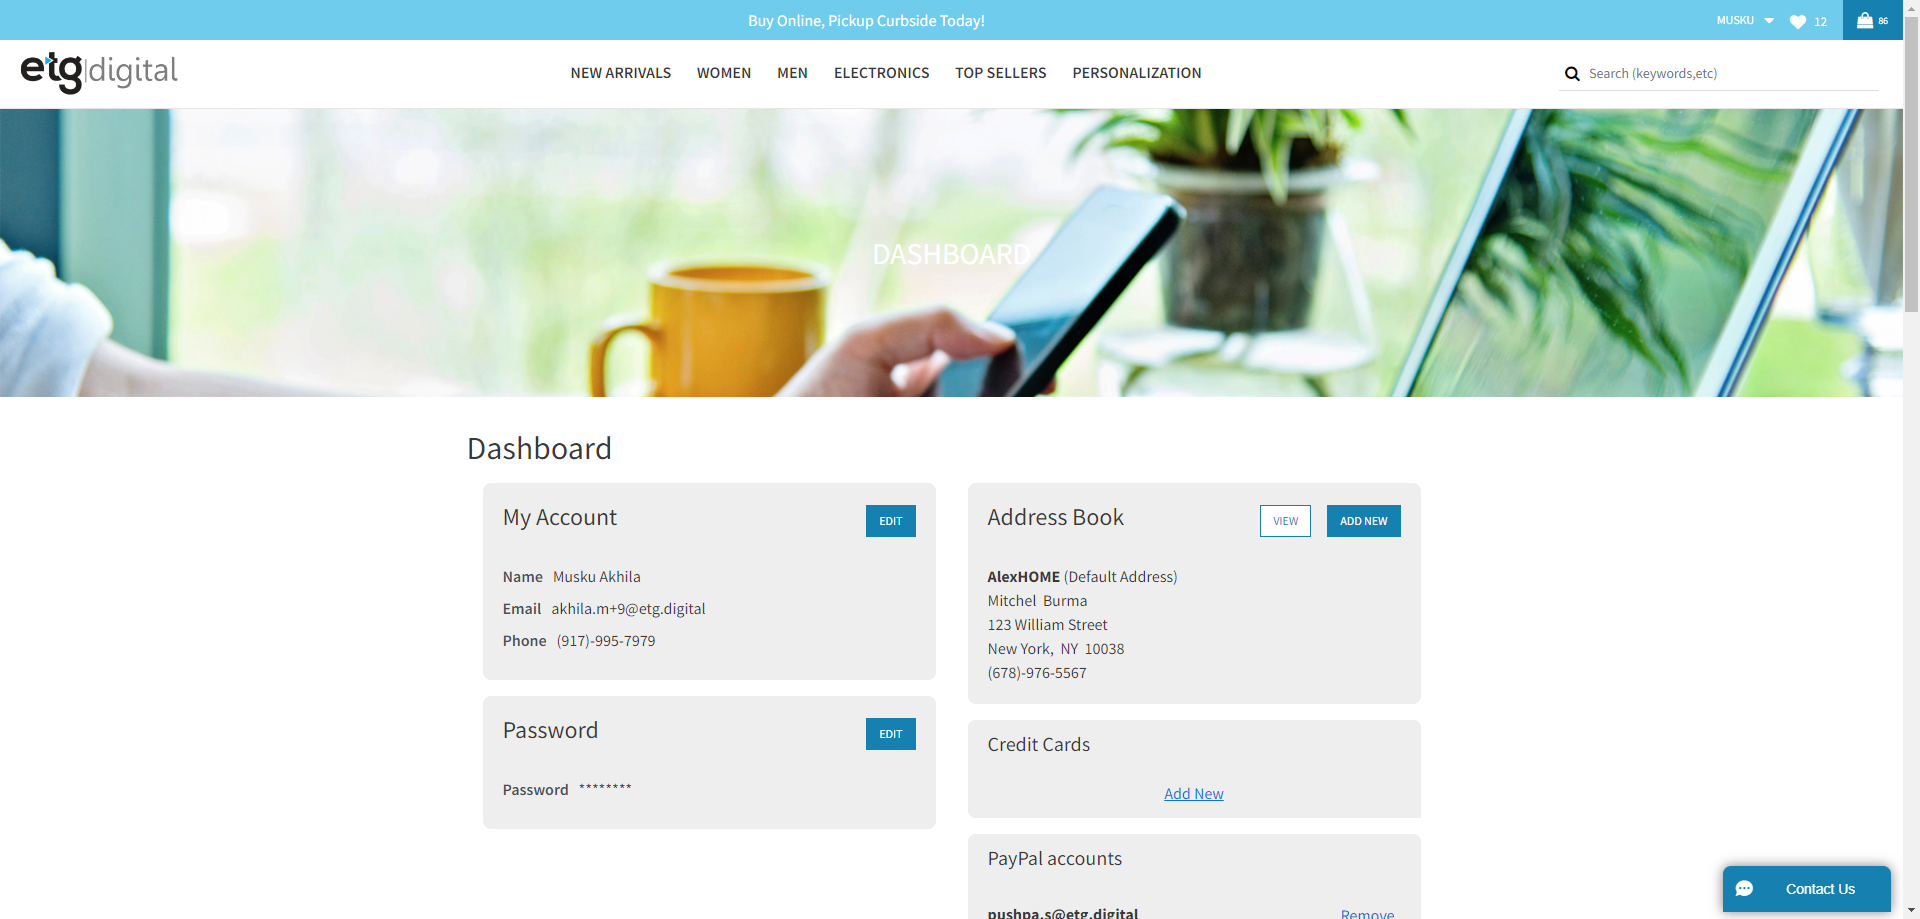 Buy Online, Pickup Curbside Today!
MUSKU 12 86
etg|digital
NEW ARRIVALS WOMEN MEN ELECTRONICS TOP SELLERS PERSONALIZATION
Search (keywords,etc)
DASHBOARD
Dashboard
My Account EDIT
Name Musku Akhila
Email akhila.m+9@etg.digital
Phone (917)-995-7979
Password EDIT
Password ********
Address Book VIEW ADD NEW
AlexHOME (Default Address)
Mitchel Burma
123 William Street
New York, NY 10038
(678)-976-5567
Credit Cards
Add New
PayPal accounts
pushpa.s@etg.digital Remove
Contact Us